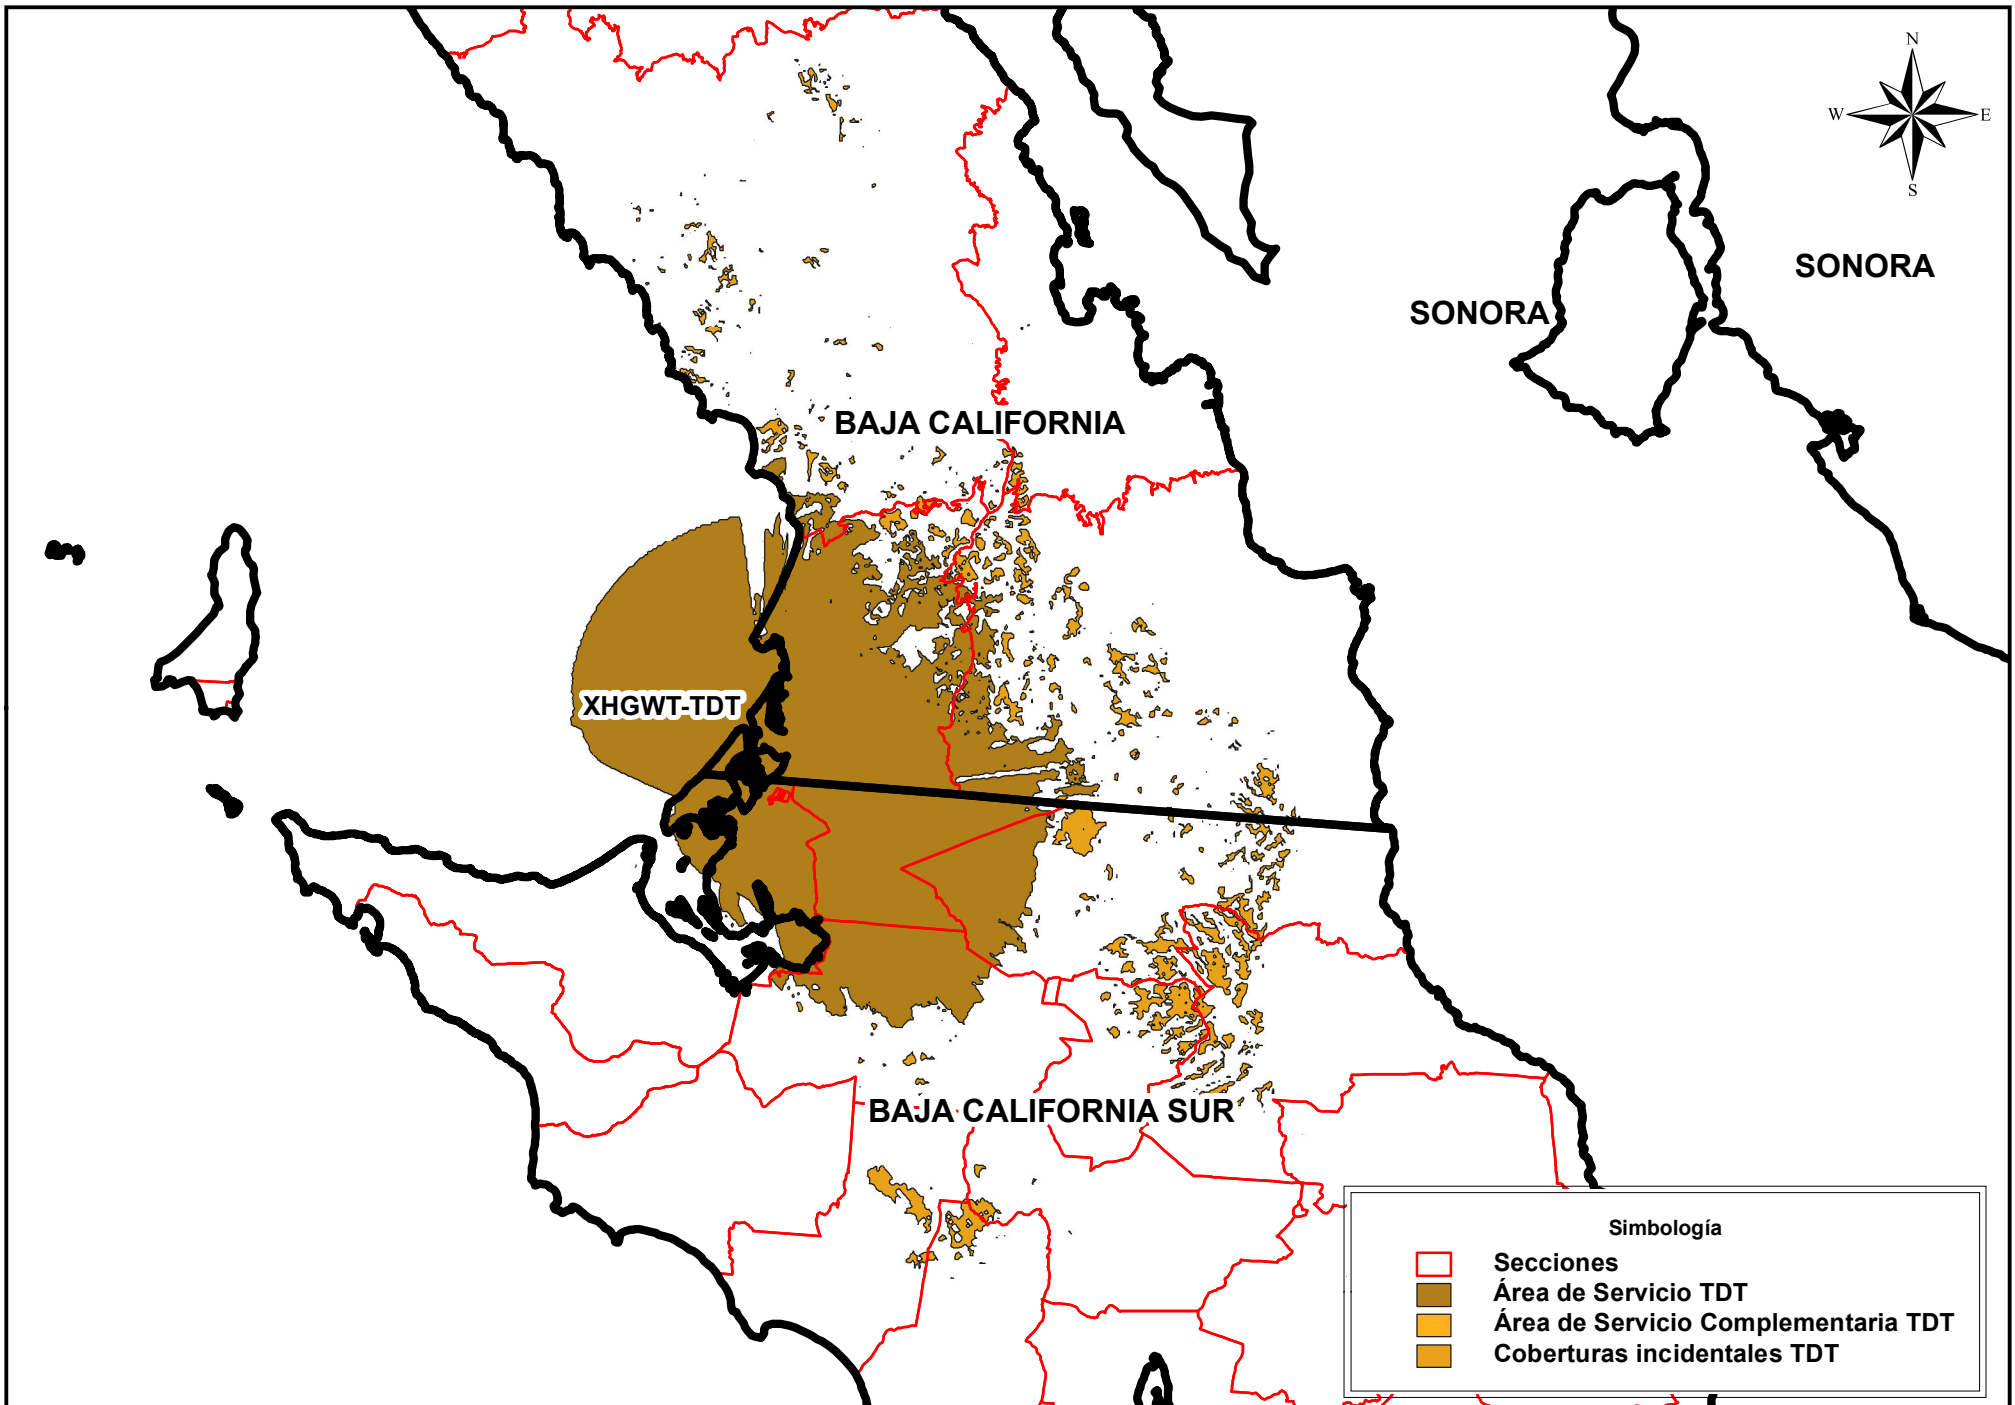 N
W E
S
SONORA
SONORA
BAJA CALIFORNIA
XHGWT-TDT
BAJA CALIFORNIA SUR
Simbología
Secciones
Área de Servicio TDT
Área de Servicio Complementaria TDT
Coberturas incidentales TDT